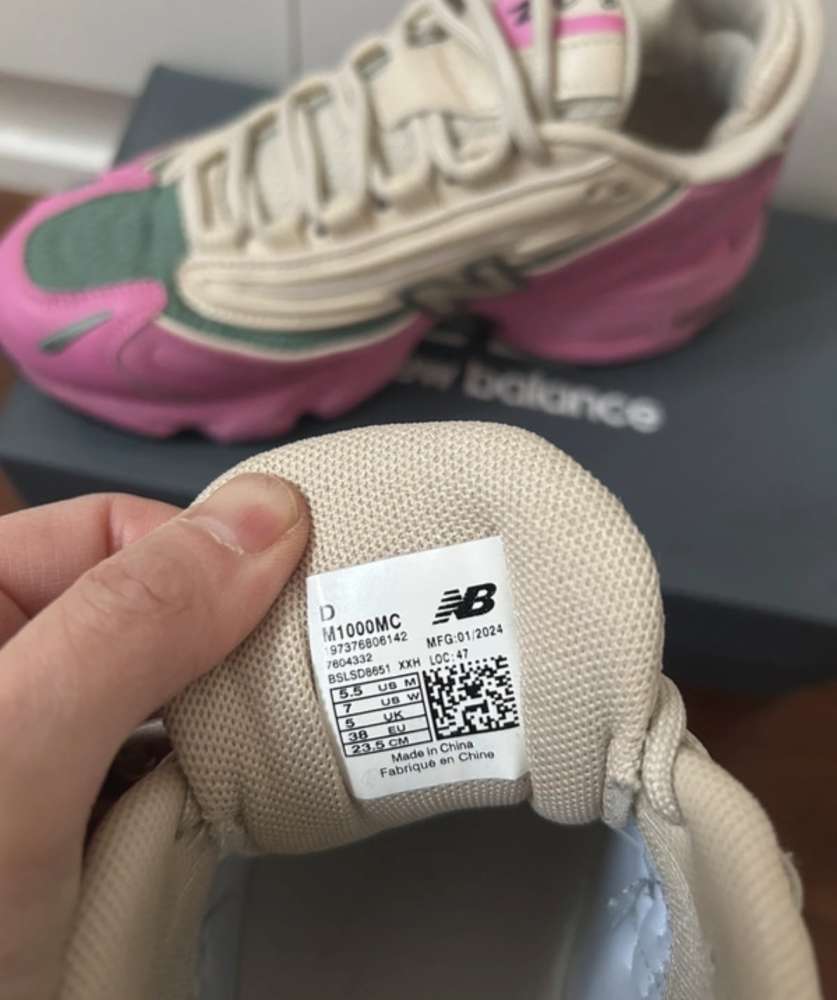 balance
D
NB
M1000MC
197376806142
MFG:01/2024
7604332
BSLSD8651 XXH LOC:47
5.5 US M
7 US W
5 UK
38 EU
23.5 CM
Made in China
Fabriqué en Chine